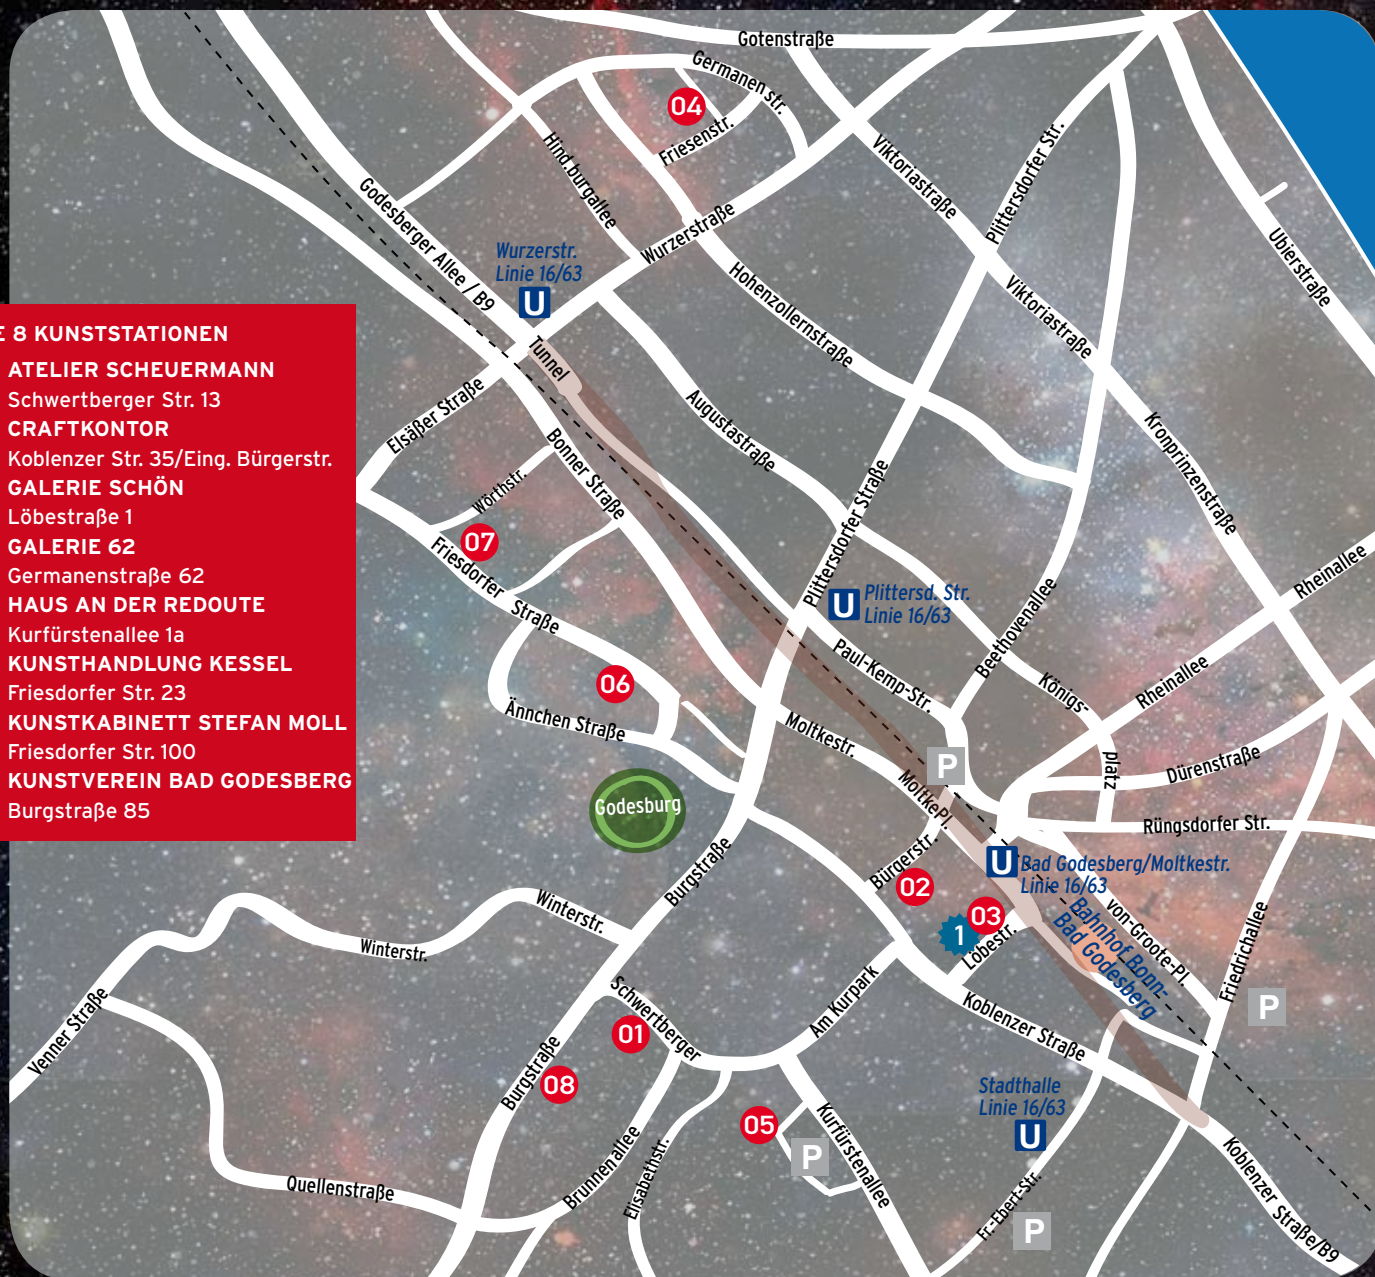 Gotenstraße
Germanenstr.
04
Friesenstr.
Hind.burgallee
Viktoriastraße
Plittersdorfer Str.
Godesberger Allee / B9
Wurzerstraße
Ubierstraße
Wurzerstr.
Linie 16/63
U
Hohenzollernstraße
Viktoriastraße
E 8 KUNSTSTATIONEN
ATELIER SCHEUERMANN
Schwertberger Str. 13
CRAFTKONTOR
Koblenzer Str. 35/Eing. Bürgerstr.
GALERIE SCHÖN
Löbestraße 1
GALERIE 62
Germanenstraße 62
HAUS AN DER REDOUTE
Kurfürstenallee 1a
KUNSTHANDLUNG KESSEL
Friesdorfer Str. 23
KUNSTKABINETT STEFAN MOLL
Friesdorfer Str. 100
KUNSTVEREIN BAD GODESBERG
Burgstraße 85
Tunnel
Elsäßer Straße
Augustastraße
Bonner Straße
Kronprinzenstraße
Wörthstr.
07
Friesdorfer Straße
Plittersdorfer Straße
U
Plittersd. Str.
Linie 16/63
Rheinallee
Beethovenallee
06
Paul-Kemp-Str.
Königs-
platz
Rheinallee
Ännchen Straße
Moltkestr.
Dürenstraße
P
MoltkePl.
Godesburg
Rüngsdorfer Str.
Burgstraße
Bürgerstr.
02
U
Bad Godesberg/Moltkestr.
Linie 16/63
03
1
Löbestr.
Bahnhof Bonn-
Bad Godesberg
von-Groote-Pl.
Friedrichallee
P
Winterstr.
Winterstr.
Venner Straße
Schwertberger
01
Am Kurpark
Koblenzer Straße
Burgstraße
08
Stadthalle
Linie 16/63
U
05
P
Kurfürstenallee
Brunnenallee
Elisabethstr.
Quellenstraße
Fr.-Ebert-Str.
P
Koblenzer Straße/B9